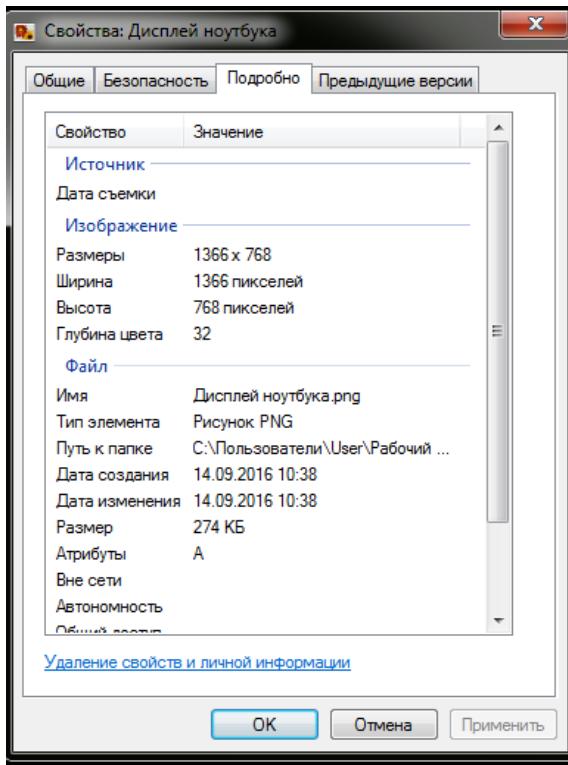 Свойства: Дисплей ноутбука
Общие Безопасность Подробно Предыдущие версии
Свойство Значение
Источник
Дата съемки
Изображение
Размеры 1366 x 768
Ширина 1366 пикселей
Высота 768 пикселей
Глубина цвета 32
Файл
Имя Дисплей ноутбука.png
Тип элемента Рисунок PNG
Путь к папке C:\Пользователи\User\Рабочий ...
Дата создания 14.09.2016 10:38
Дата изменения 14.09.2016 10:38
Размер 274 КБ
Атрибуты A
Вне сети
Автономность
Общий доступ
Удаление свойств и личной информации
OK Отмена Применить